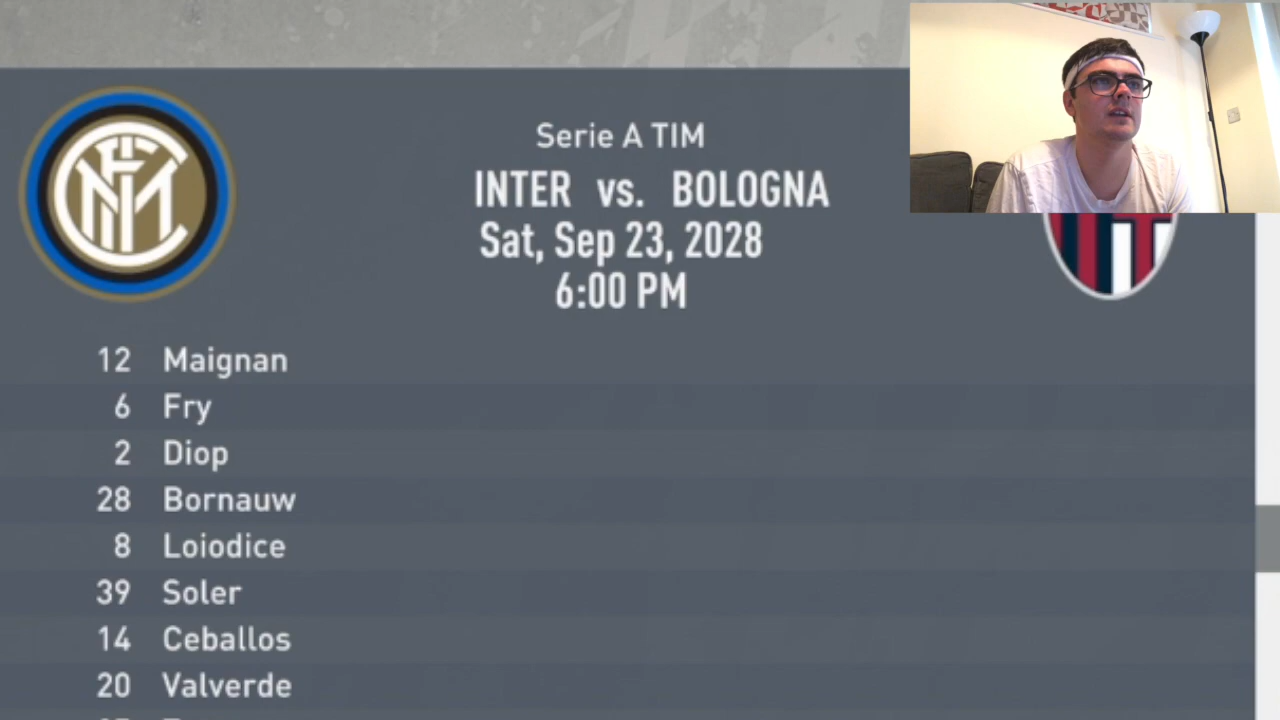 Serie A TIM
INTER vs. BOLOGNA
Sat, Sep 23, 2028
6:00 PM
12 Maignan
6 Fry
2 Diop
28 Bornauw
8 Loiodice
39 Soler
14 Ceballos
20 Valverde